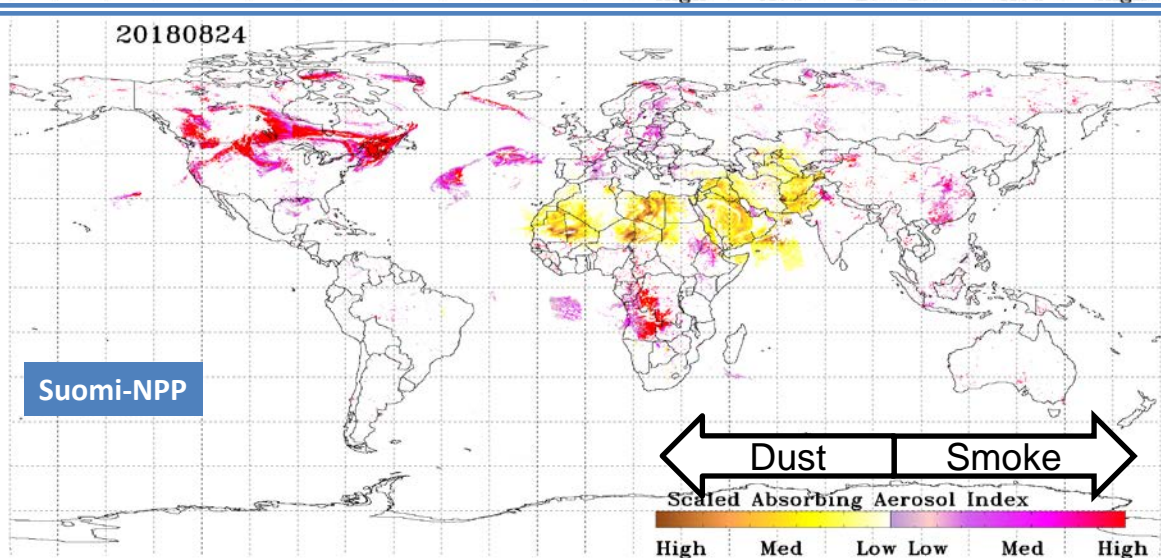 20180824
Suomi-NPP
Dust Smoke
Scaled Absorbing Aerosol Index
High Med Low Low Med High